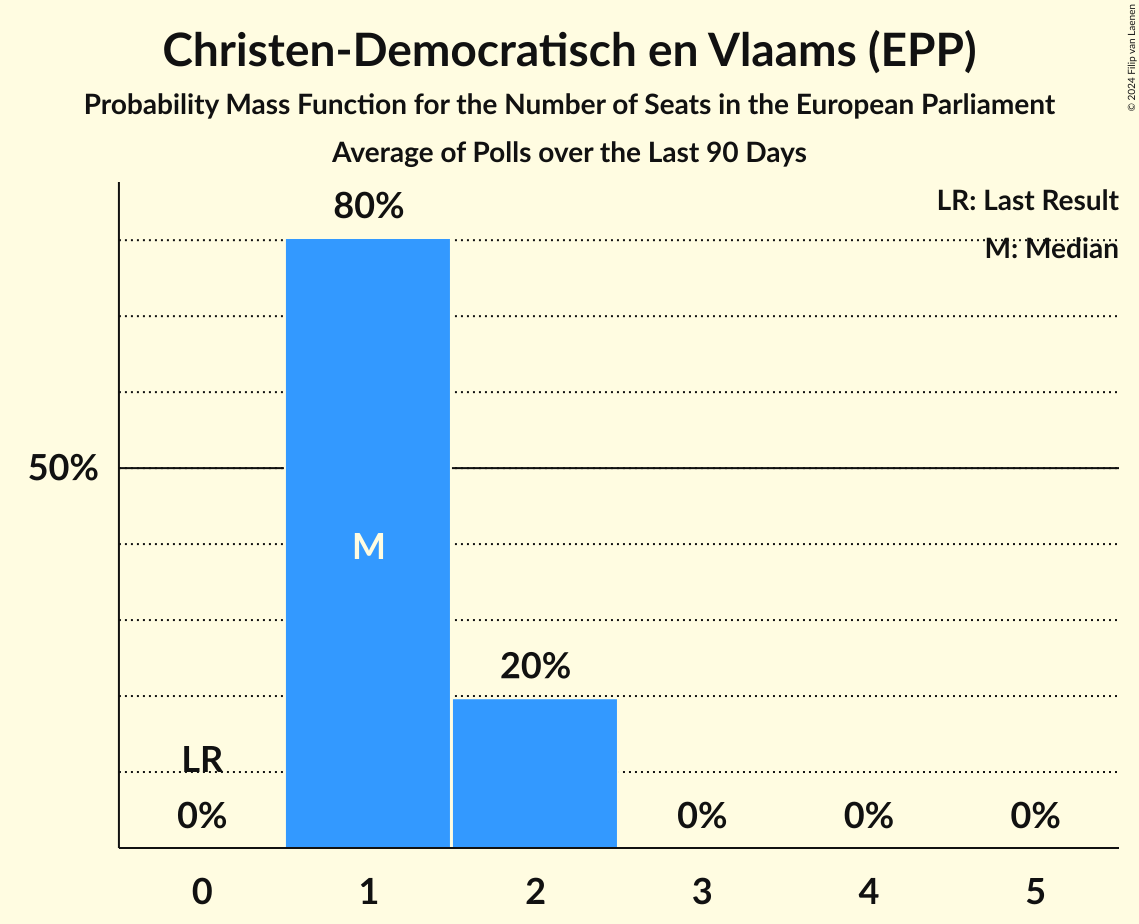 Christen-Democratisch en Vlaams (EPP)
Probability Mass Function for the Number of Seats in the European Parliament
Average of Polls over the Last 90 Days
© 2024 Filip van Laenen
LR: Last Result
M: Median
80%
50%
M
20%
LR
0%
0%
0%
0%
0
1
2
3
4
5